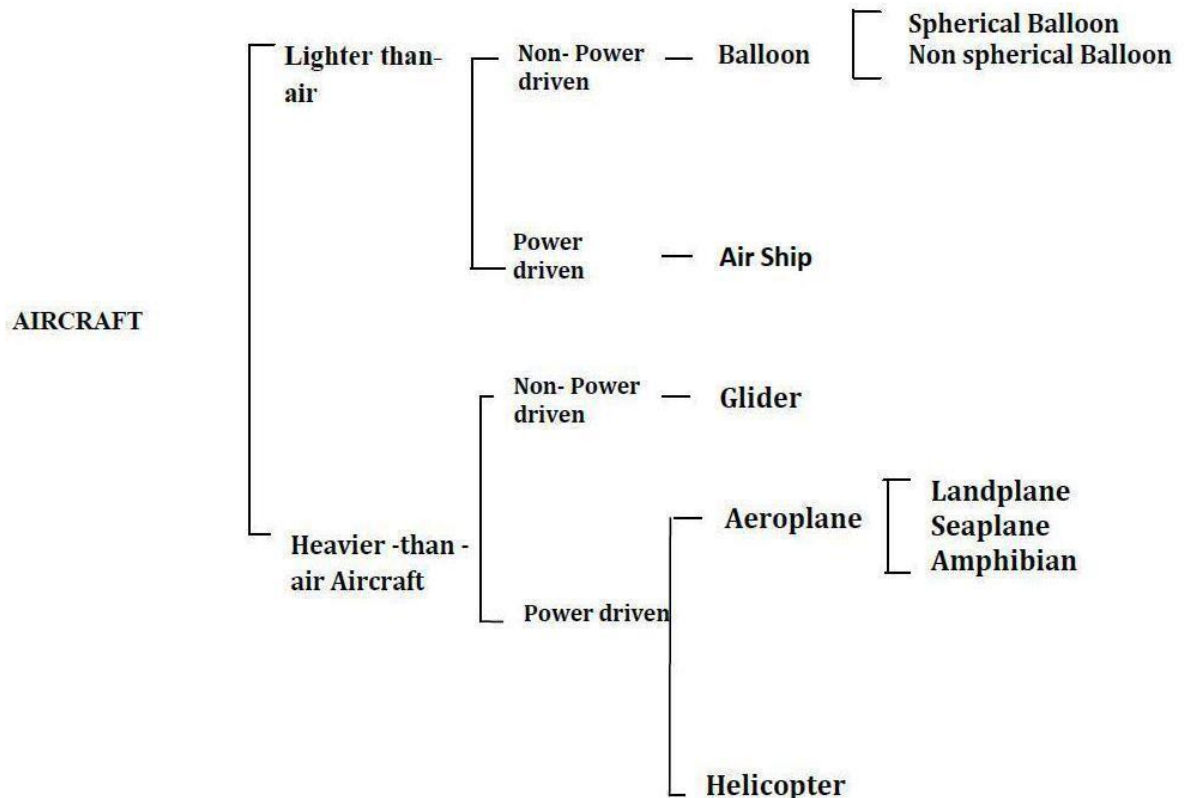 Spherical Balloon
Non spherical Balloon
Lighter than-
air
Non- Power
driven
Balloon
Power
driven
Air Ship
AIRCRAFT
Non- Power
driven
Glider
Heavier -than -
air Aircraft
Aeroplane
Landplane
Seaplane
Amphibian
Power driven
Helicopter